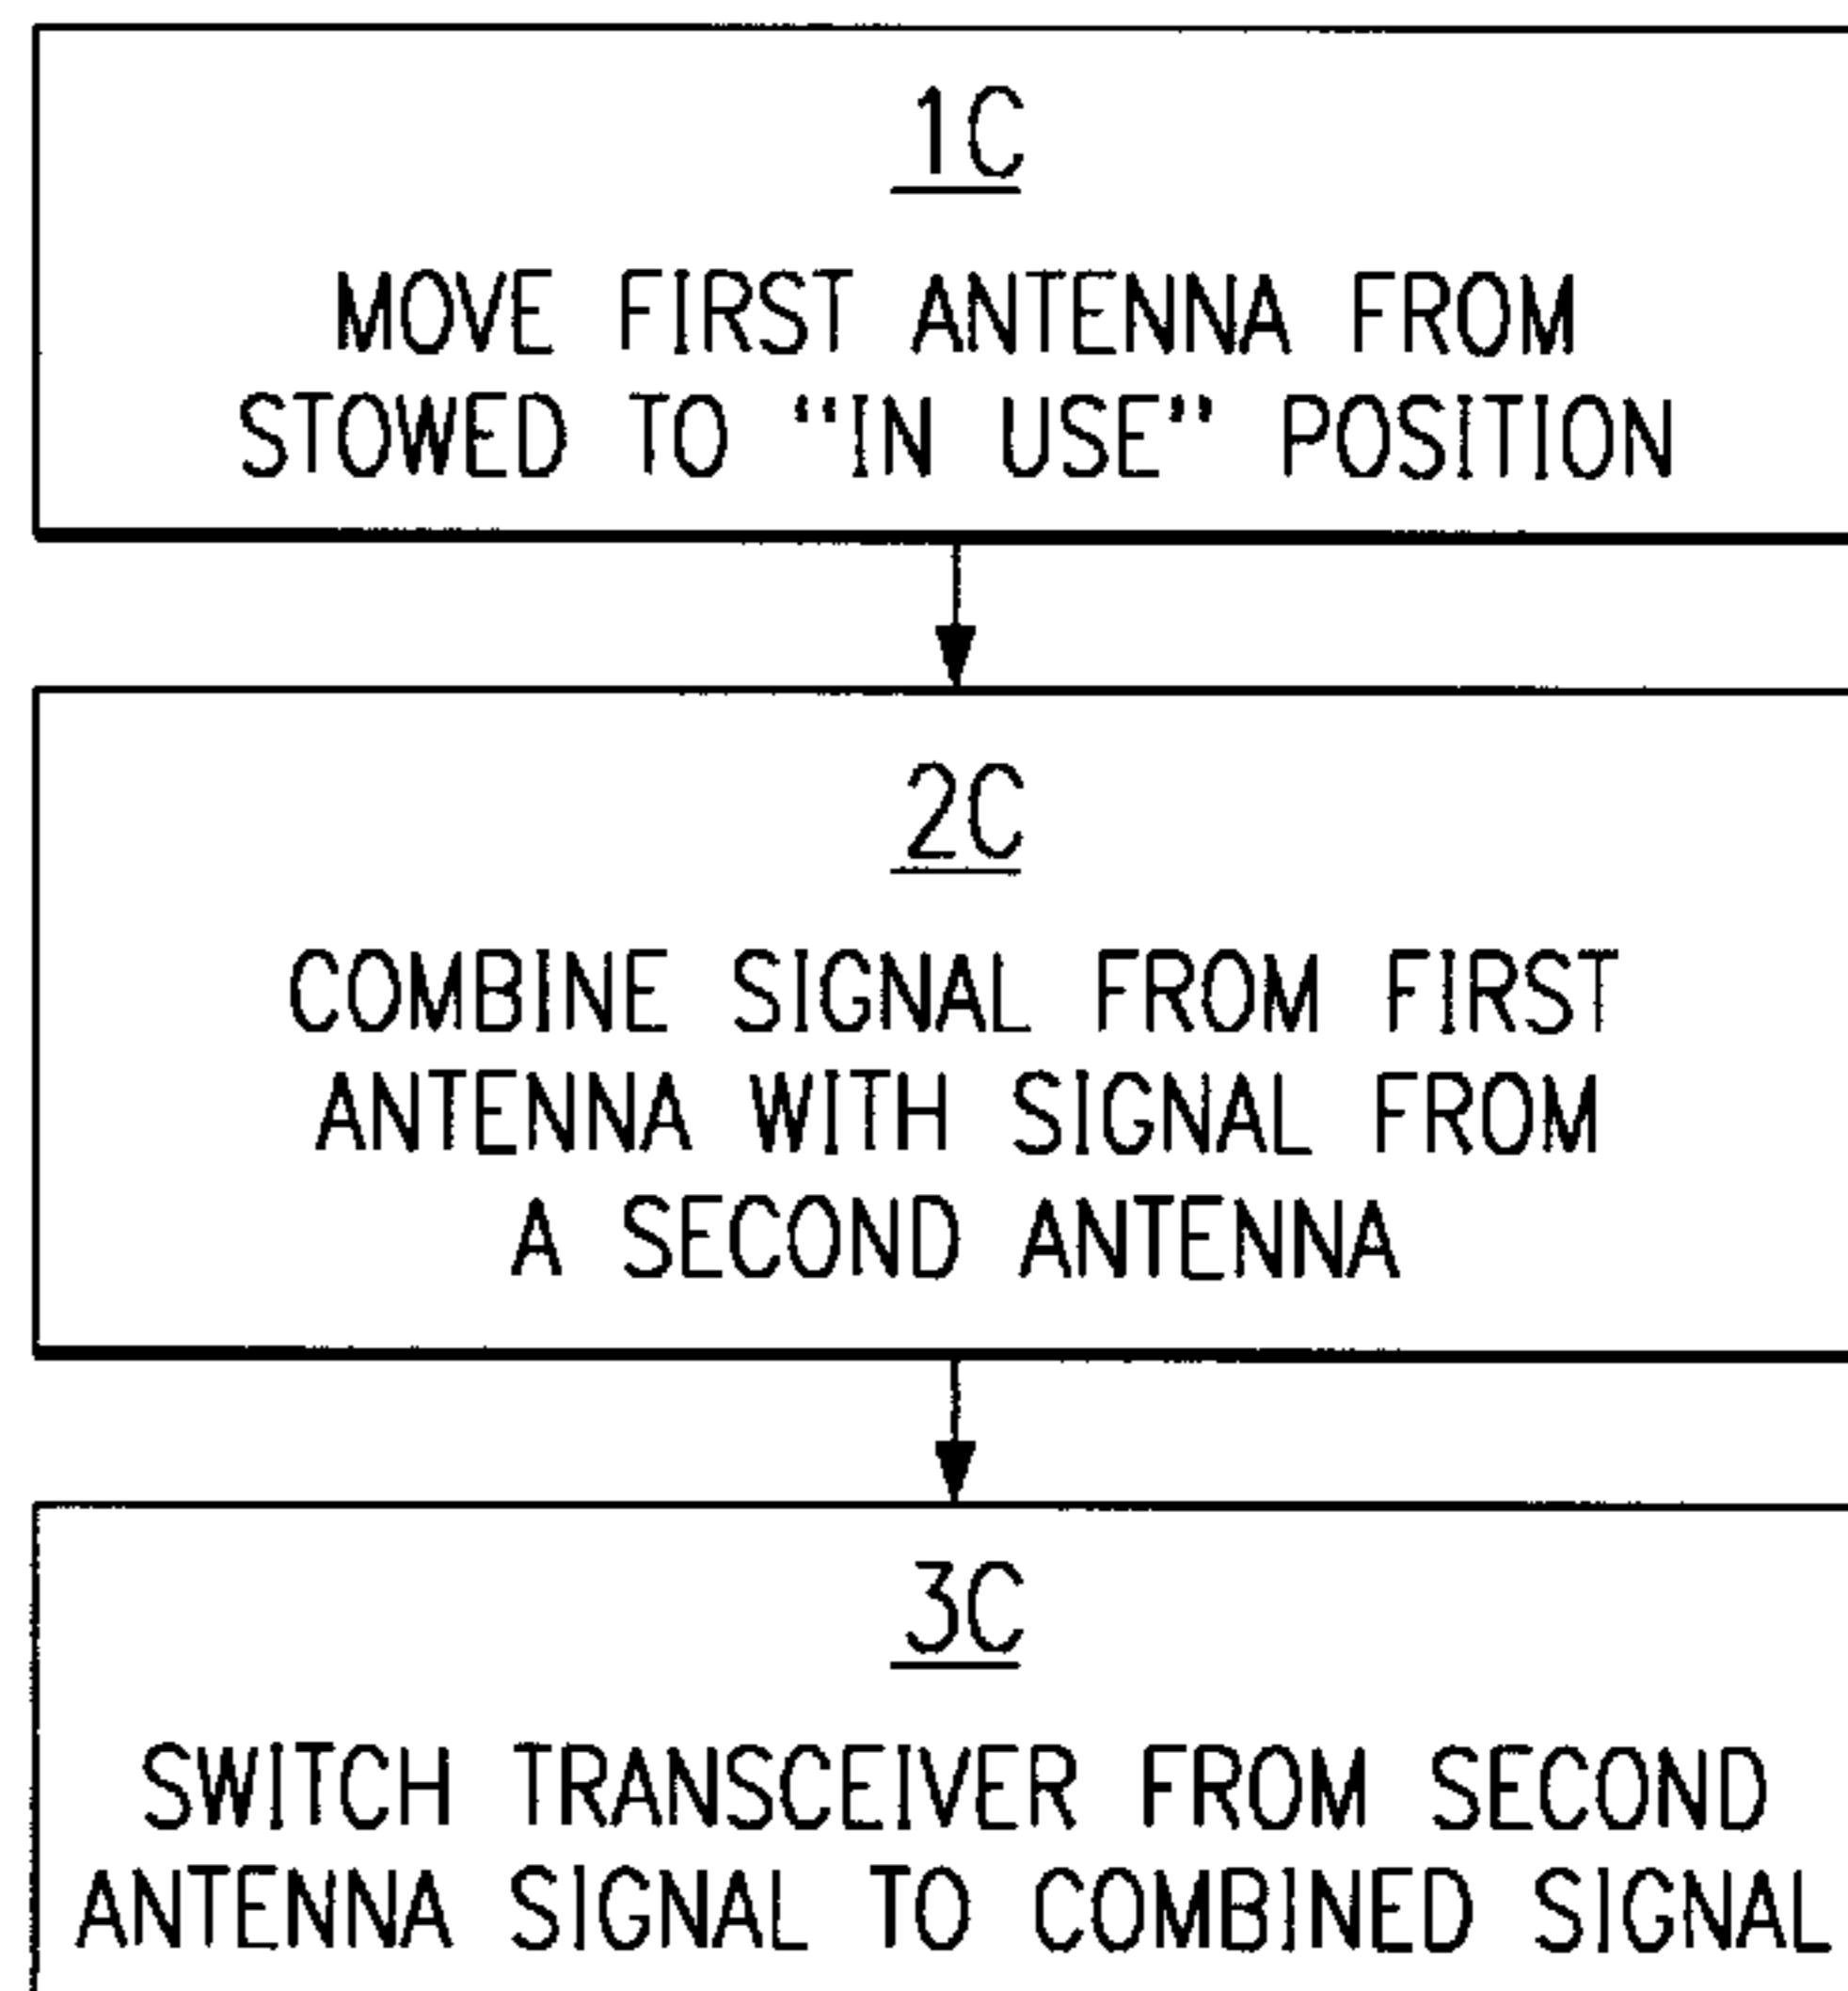 1C
MOVE FIRST ANTENNA FROM
STOWED TO "IN USE" POSITION
2C
COMBINE SIGNAL FROM FIRST
ANTENNA WITH SIGNAL FROM
A SECOND ANTENNA
3C
SWITCH TRANSCEIVER FROM SECOND
ANTENNA SIGNAL TO COMBINED SIGNAL